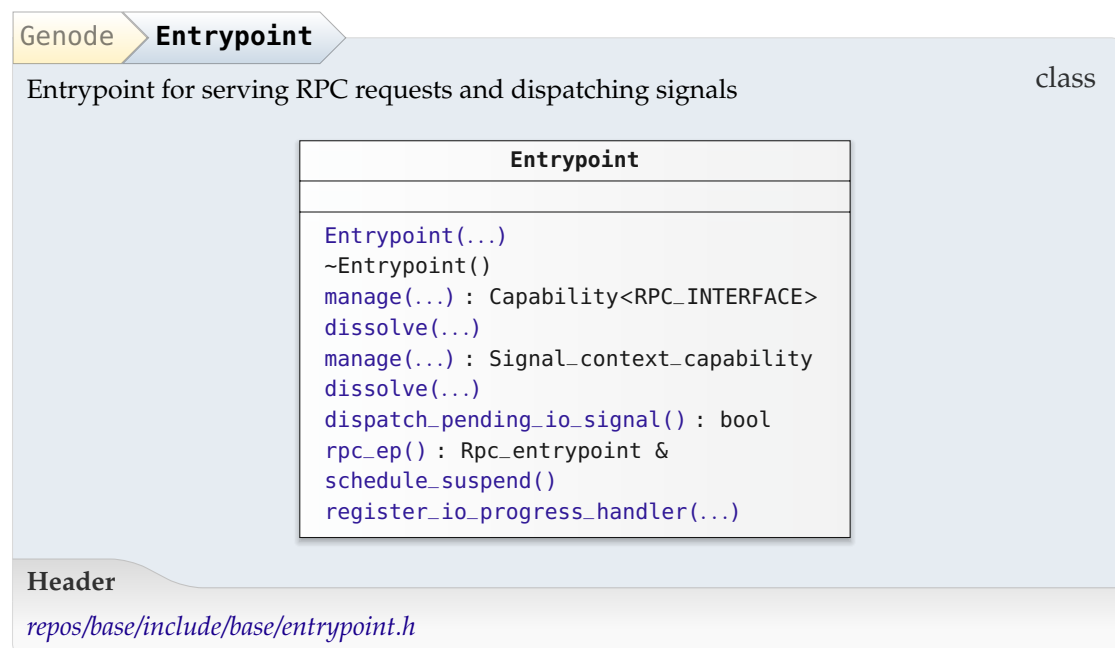 Genode Entrypoint
Entrypoint for serving RPC requests and dispatching signals class
Entrypoint
Entrypoint(...)
~Entrypoint()
manage(...) : Capability<RPC_INTERFACE>
dissolve(...)
manage(...) : Signal_context_capability
dissolve(...)
dispatch_pending_io_signal() : bool
rpc_ep() : Rpc_entrypoint &
schedule_suspend()
register_io_progress_handler(...)
Header
repos/base/include/base/entrypoint.h